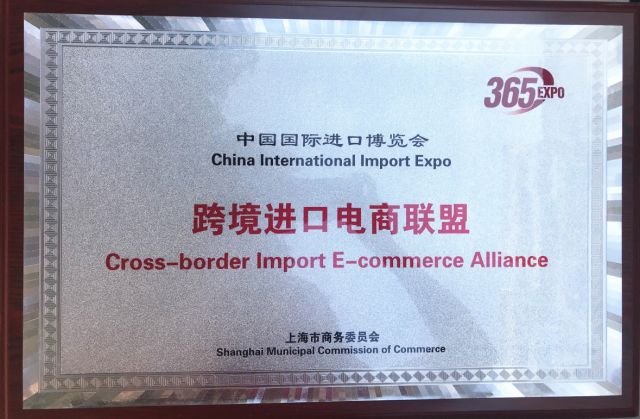 365EXPO
中国国际进口博览会
China International Import Expo
跨境进口电商联盟
Cross-border Import E-commerce Alliance
上海市商务委员会
Shanghai Municipal Commission of Commerce